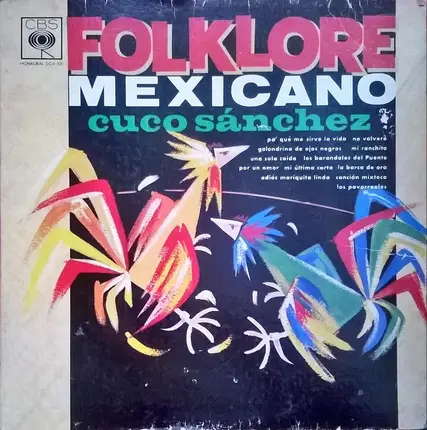 CBS
MONAURAL DCA
FOLKLORE
MEXICANO
cuco sánchez
pa' qué me sirve la vida no volveré
golondrina de ojos negros mi ranchito
una sola caída los barandales del Puente
por un amor mi última carta la barca de oro
adiós mariquita linda canción mixteca
los pavorreales